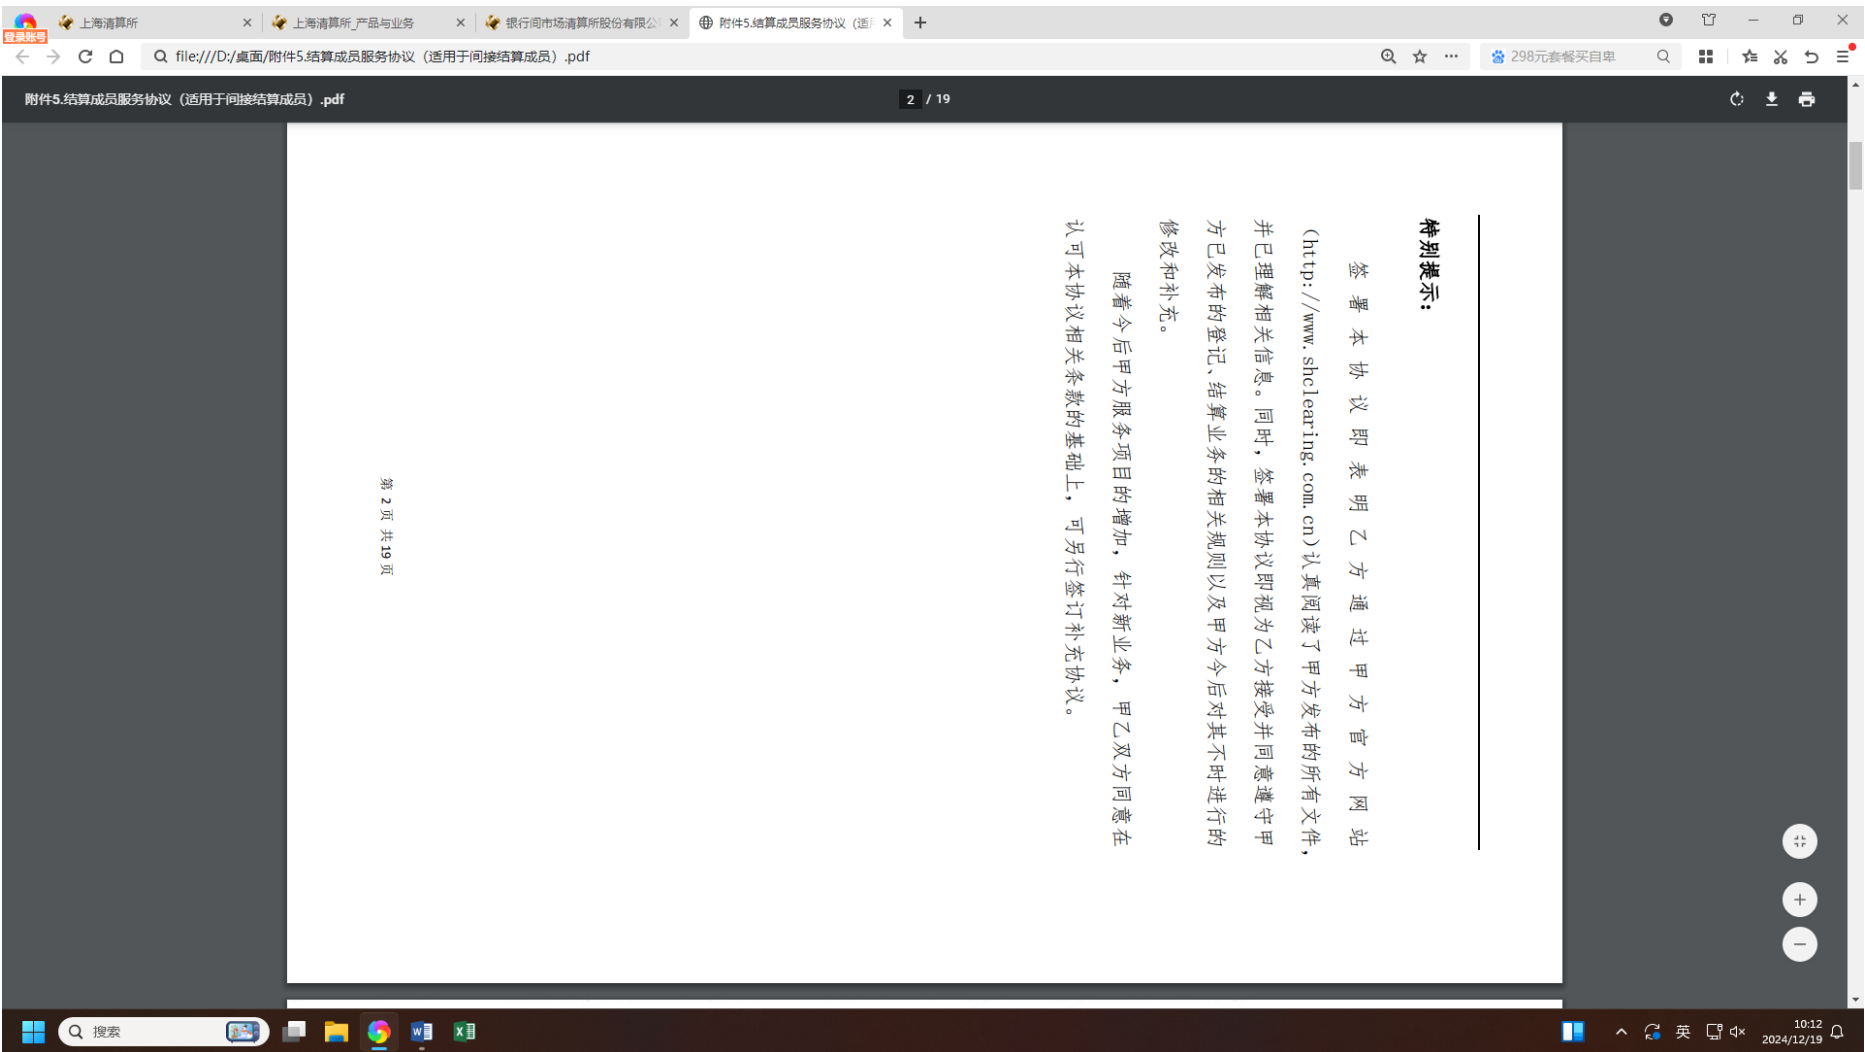 登录账号
上海清算所
上海清算所_产品与业务
银行间市场清算所股份有限公
附件5.结算成员服务协议（适
file:///D:/桌面/附件5.结算成员服务协议（适用于间接结算成员）.pdf
298元套餐买自卑
附件5.结算成员服务协议（适用于间接结算成员）.pdf
2 / 19
特别提示：
签署本协议即表明乙方通过甲方官方网站
（http://www.shclearing.com.cn）认真阅读了甲方发布的所有文件，
并已理解相关信息。同时，签署本协议即视为乙方接受并同意遵守甲
方已发布的登记、结算业务的相关规则以及甲方今后对其不时进行的
修改和补充。
随着今后甲方服务项目的增加，针对新业务，甲乙双方同意在
认可本协议相关条款的基础上，可另行签订补充协议。
第 2 页 共 19 页
搜索
英
10:12
2024/12/19